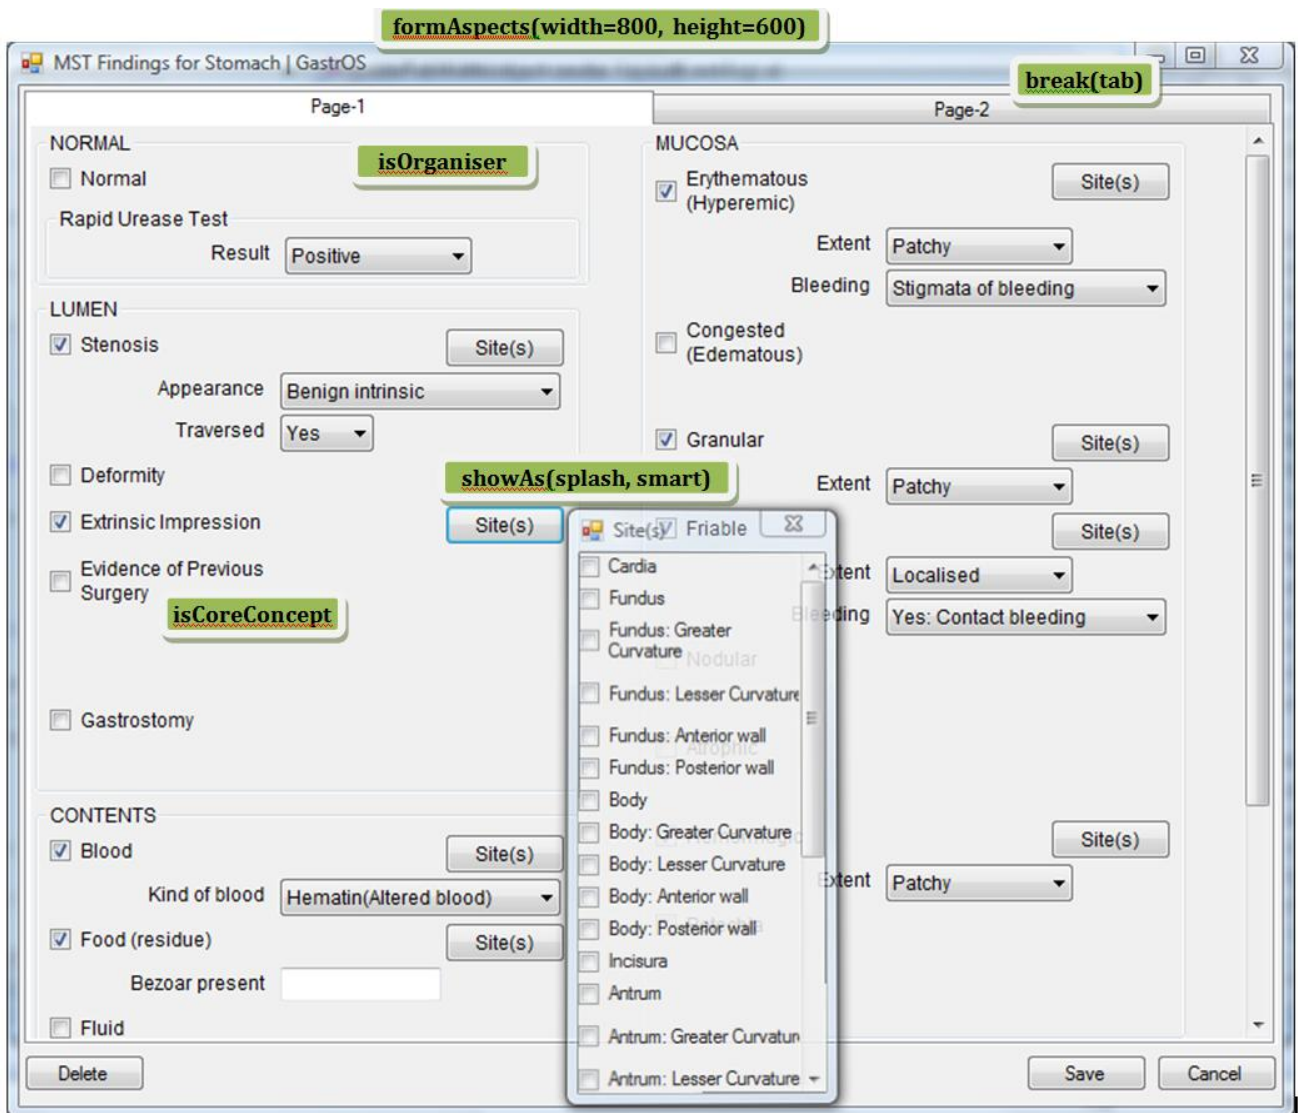 formAspects(width=800, height=600)
MST Findings for Stomach | GastrOS
break(tab)
Page-1
Page-2
NORMAL
isOrganiser
Normal
Rapid Urease Test
Result
Positive
LUMEN
Stenosis
Site(s)
Appearance
Benign intrinsic
Traversed
Yes
Deformity
showAs(splash, smart)
Extrinsic Impression
Site(s)
Evidence of Previous
Surgery
isCoreConcept
Gastrostomy
CONTENTS
Blood
Site(s)
Kind of blood
Hematin(Altered blood)
Food (residue)
Site(s)
Bezoar present
Fluid
MUCOSA
Erythematous
(Hyperemic)
Site(s)
Extent
Patchy
Bleeding
Stigmata of bleeding
Congested
(Edematous)
Granular
Site(s)
Extent
Patchy
Friable
Site(s)
Extent
Localised
Bleeding
Yes: Contact bleeding
Nodular
Atrophic
Site(s)
Extent
Patchy
Site(s)
Cardia
Fundus
Fundus: Greater
Curvature
Fundus: Lesser Curvature
Fundus: Anterior wall
Fundus: Posterior wall
Body
Body: Greater Curvature
Body: Lesser Curvature
Body: Anterior wall
Body: Posterior wall
Incisura
Antrum
Antrum: Greater Curvatur
Antrum: Lesser Curvature
Delete
Save
Cancel